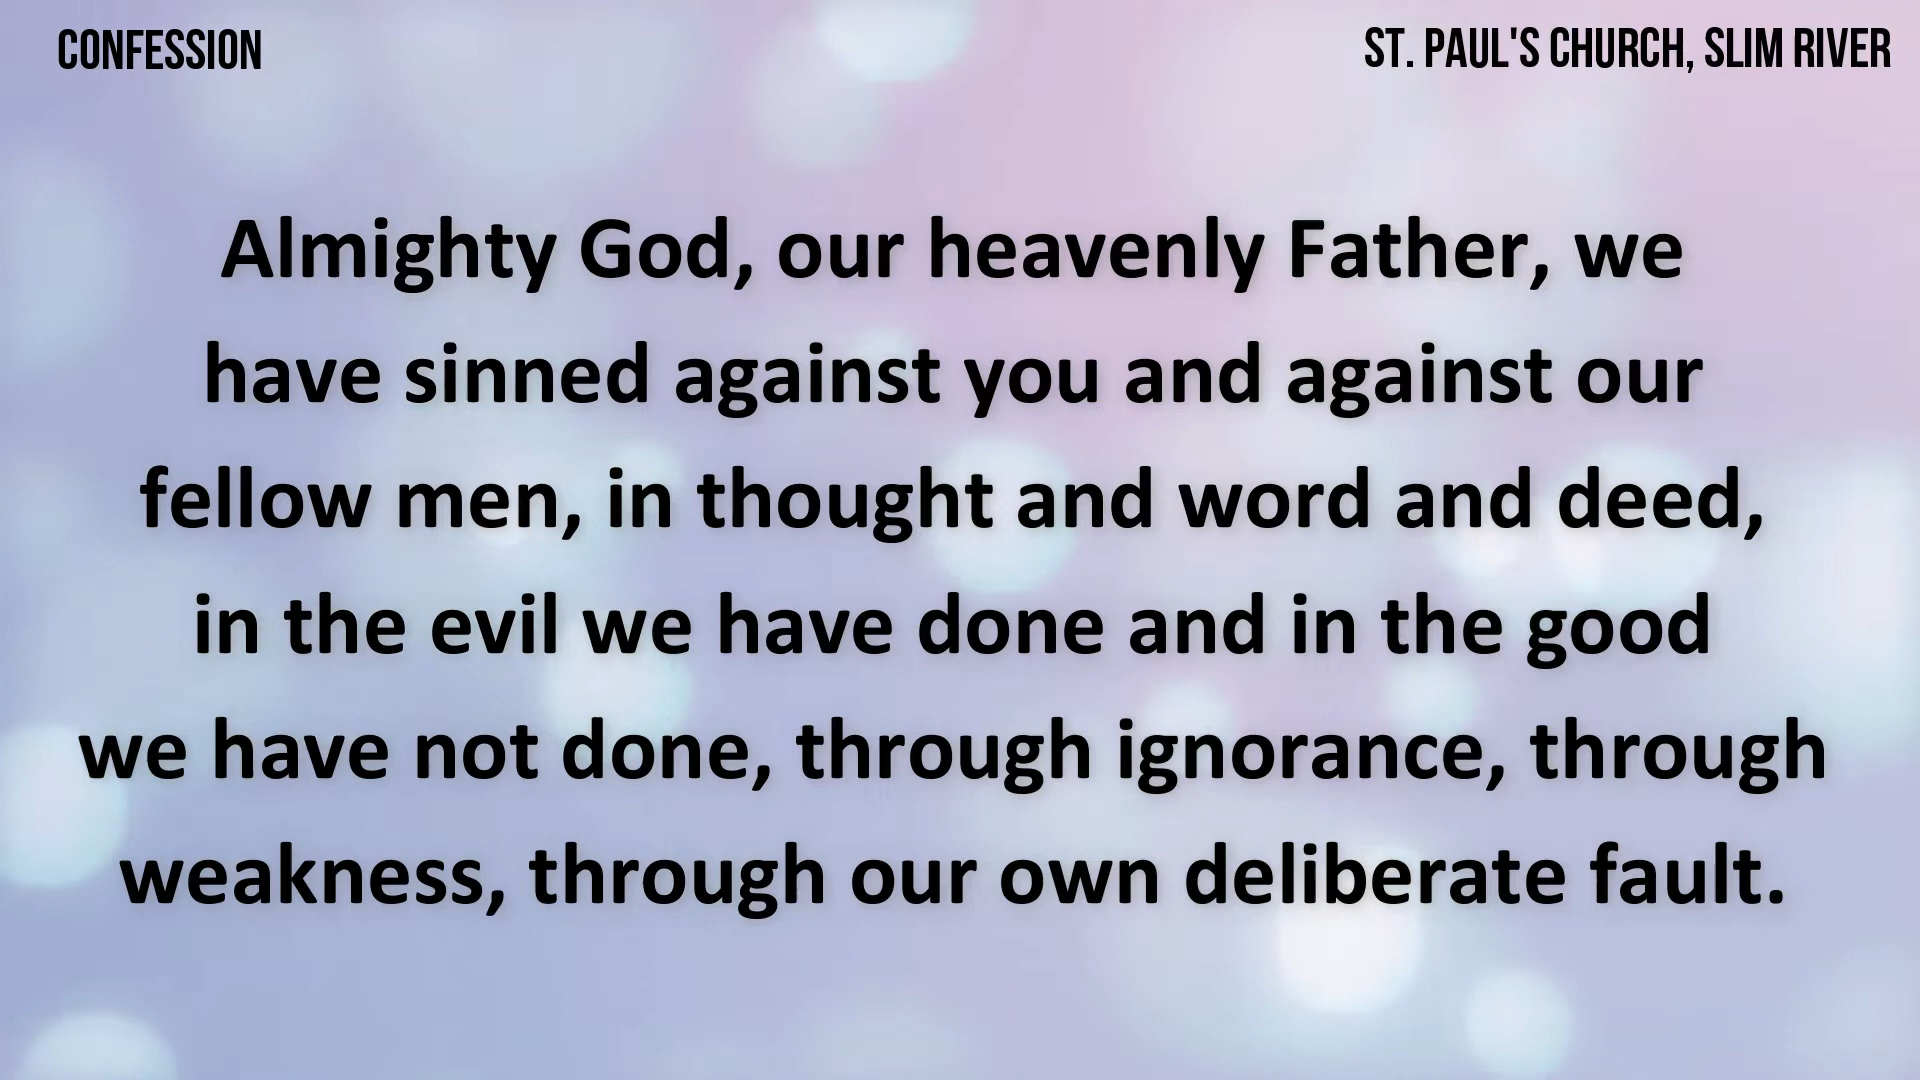 CONFESSION
ST. PAUL'S CHURCH, SLIM RIVER
Almighty God, our heavenly Father, we
have sinned against you and against our
fellow men, in thought and word and deed,
in the evil we have done and in the good
we have not done, through ignorance, through
weakness, through our own deliberate fault.